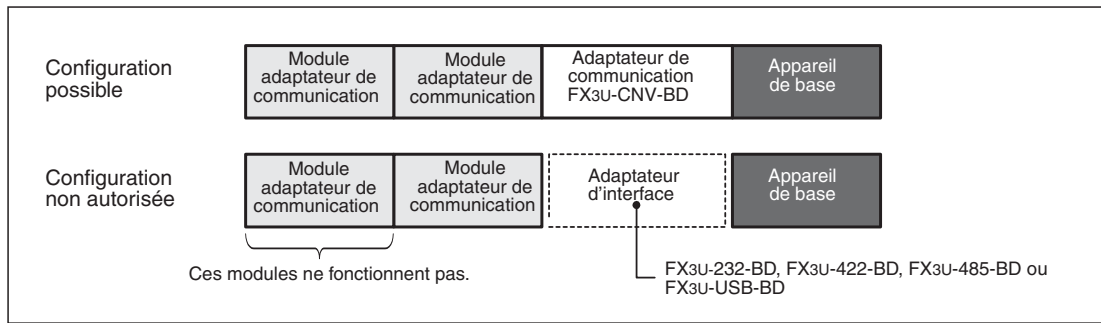 Configuration
possible
Module
adaptateur de
communication
Module
adaptateur de
communication
Adaptateur de
communication
FX3U-CNV-BD
Appareil
de base
Configuration
non autorisée
Module
adaptateur de
communication
Module
adaptateur de
communication
Adaptateur
d'interface
Appareil
de base
Ces modules ne fonctionnent pas.
FX3U-232-BD, FX3U-422-BD, FX3U-485-BD ou
FX3U-USB-BD